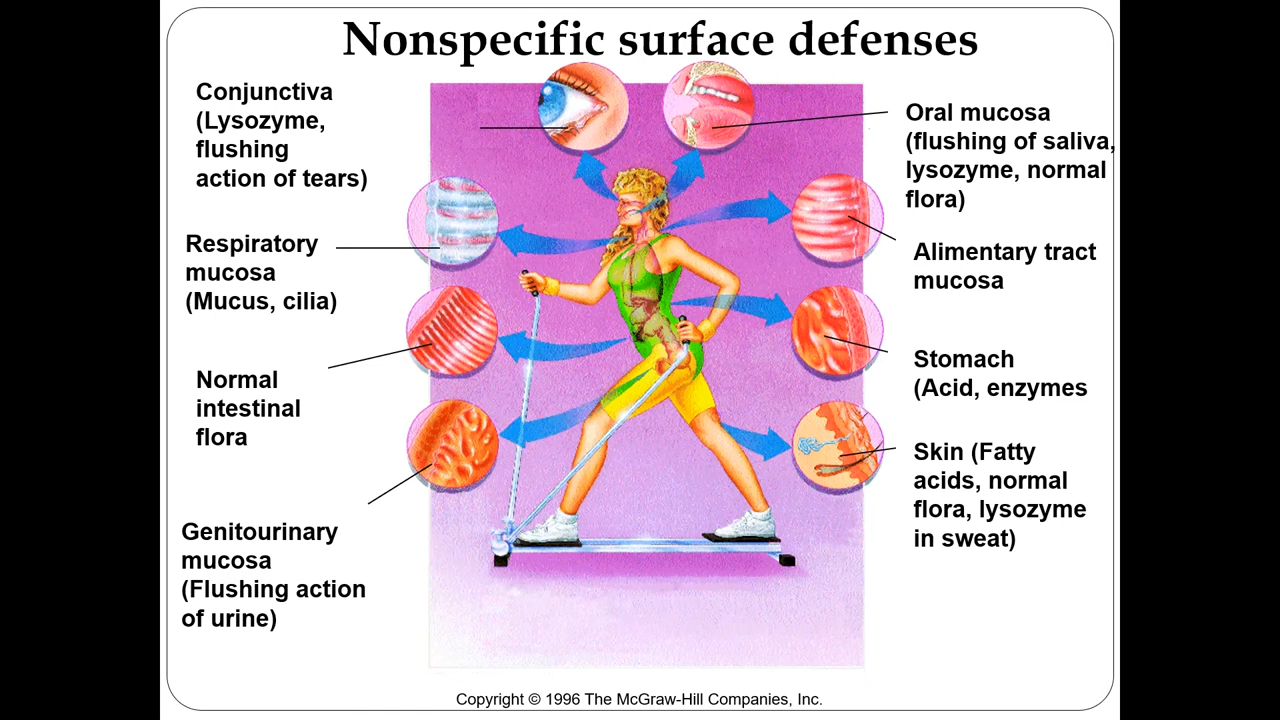 Nonspecific surface defenses
Conjunctiva
(Lysozyme,
flushing
action of tears)
Respiratory
mucosa
(Mucus, cilia)
Normal
intestinal
flora
Genitourinary
mucosa
(Flushing action
of urine)
Oral mucosa
(flushing of saliva,
lysozyme, normal
flora)
Alimentary tract
mucosa
Stomach
(Acid, enzymes
Skin (Fatty
acids, normal
flora, lysozyme
in sweat)
Copyright © 1996 The McGraw-Hill Companies, Inc.